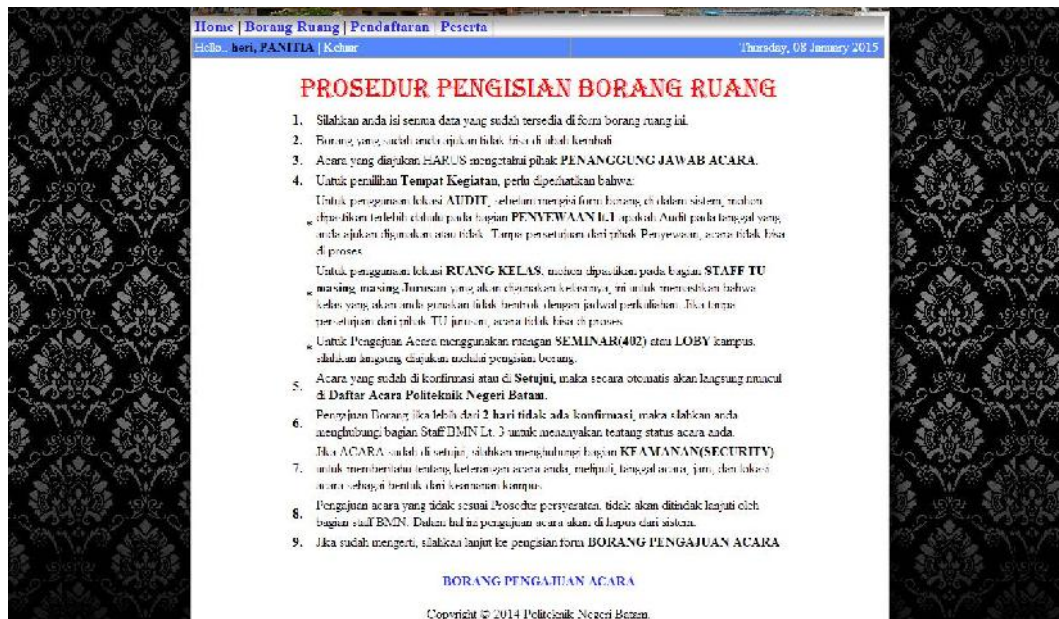 Home | Borang Ruang | Pendaftaran | Peserta
Hello.. heri, PANITIA | Keluar
Thursday, 08 January 2015
PROSEDUR PENGISIAN BORANG RUANG
1. Silahkan anda isi semua data yang sudah tersedia di form borang ruang ini.
2. Borang yang sudah anda ajukan tidak bisa di ubah kembali
3. Acara yang diajukan HARUS mengetahui pihak PENANGGUNG JAWAB ACARA.
4. Untuk pemilihan Tempat Kegiatan, perlu diperhatikan bahwa:
Untuk penggunaan lokasi AUDIT, sebelum mengisi form borang di dalam sistem, mohon
* dipastikan terlebih dahulu pada bagian PENYEWAAN lt.1 apakah Audit pada tanggal yang
anda ajukan digunakan atau tidak. Tanpa persetujuan dari pihak Penyewaan, acara tidak bisa
di proses
Untuk penggunaan lokasi RUANG KELAS, mohon dipastikan pada bagian STAFF TU
* masing masing Jurusan yang akan digunakan kelasnya, ini untuk memastikan bahwa
kelas yang akan anda gunakan tidak bentrok dengan jadwal perkuliahan. Jika tanpa
persetujuan dari pihak TU jurusan, acara tidak bisa di proses
* Untuk Pengajuan Acara menggunakan ruangan SEMINAR(402) atau LOBY kampus,
silahkan langsung diajukan melalui pengisian borang.
5. Acara yang sudah di konfirmasi atau di Setujui, maka secara otomatis akan langsung muncul
di Daftar Acara Politeknik Negeri Batam.
6. Pengajuan Borang jika lebih dari 2 hari tidak ada konfirmasi, maka silahkan anda
menghubungi bagian Staff BMN Lt. 3 untuk menanyakan tentang status acara anda.
Jika ACARA sudah di setujui, silahkan menghubungi bagian KEAMANAN(SECURITY)
7. untuk memberitahu tentang keterangan acara anda, meliputi, tanggal acara, jam, dan lokasi
acara sebagai bentuk dari keamanan kampus
8. Pengajuan acara yang tidak sesuai Prosedur persyaratan, tidak akan ditindak lanjuti oleh
bagian staff BMN. Dalam hal ini pengajuan acara akan di hapus dari sistem.
9. Jika sudah mengerti, silahkan lanjut ke pengisian form BORANG PENGAJUAN ACARA
BORANG PENGAJUAN ACARA
Copyright © 2014 Politeknik Negeri Batam.